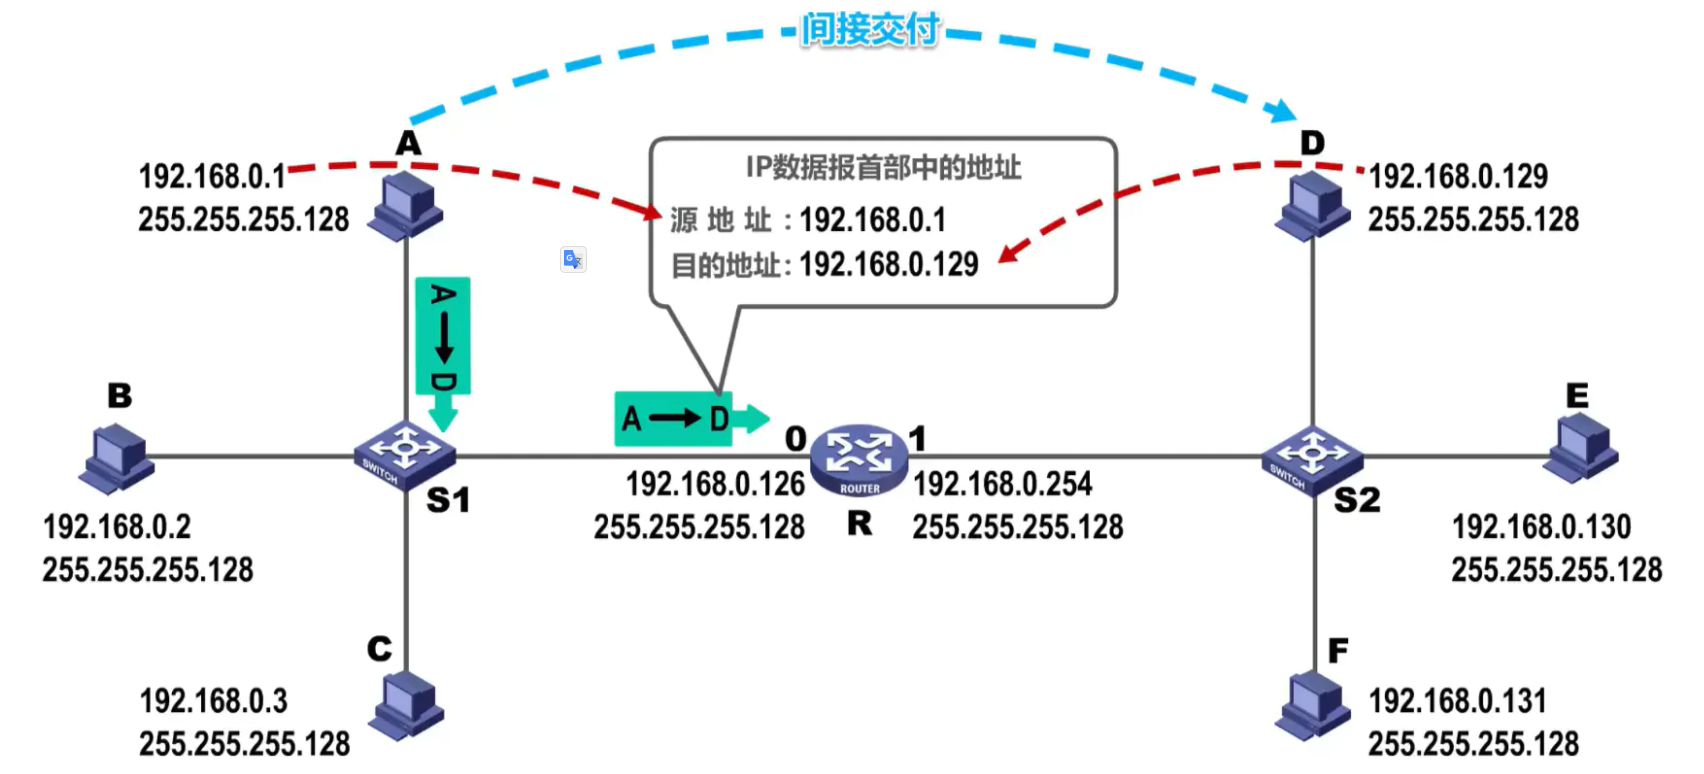 间接交付
A
D
192.168.0.1
255.255.255.128
IP数据报首部中的地址
源 地 址 : 192.168.0.1
目的地址: 192.168.0.129
192.168.0.129
255.255.255.128
A → D
A → D
B
E
0
1
SWITCH
S1
ROUTER
R
SWITCH
S2
192.168.0.126
255.255.255.128
192.168.0.254
255.255.255.128
192.168.0.2
255.255.255.128
192.168.0.130
255.255.255.128
C
F
192.168.0.3
255.255.255.128
192.168.0.131
255.255.255.128